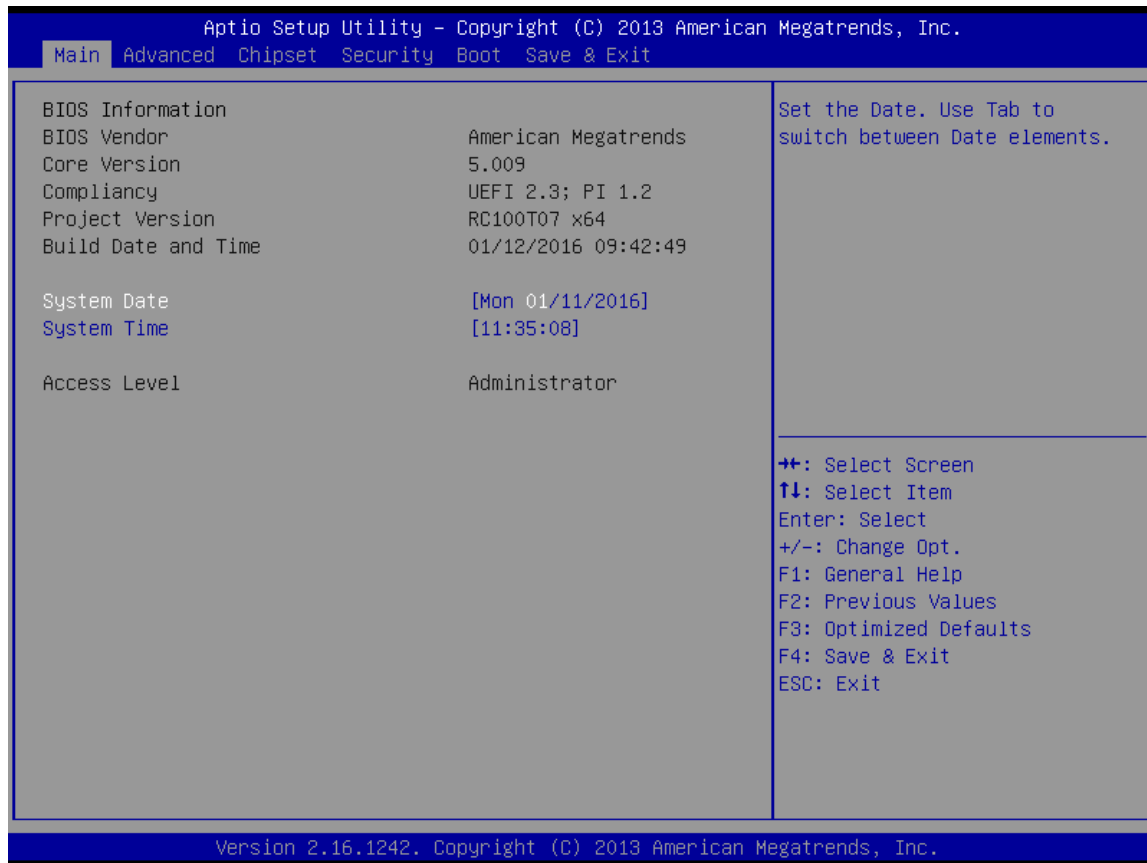 Aptio Setup Utility – Copyright (C) 2013 American Megatrends, Inc.
Main Advanced Chipset Security Boot Save & Exit
BIOS Information
BIOS Vendor American Megatrends
Core Version 5.009
Compliancy UEFI 2.3; PI 1.2
Project Version RC100T07 x64
Build Date and Time 01/12/2016 09:42:49
System Date [Mon 01/11/2016]
System Time [11:35:08]
Access Level Administrator
Set the Date. Use Tab to
switch between Date elements.
→←: Select Screen
↑↓: Select Item
Enter: Select
+/-: Change Opt.
F1: General Help
F2: Previous Values
F3: Optimized Defaults
F4: Save & Exit
ESC: Exit
Version 2.16.1242. Copyright (C) 2013 American Megatrends, Inc.